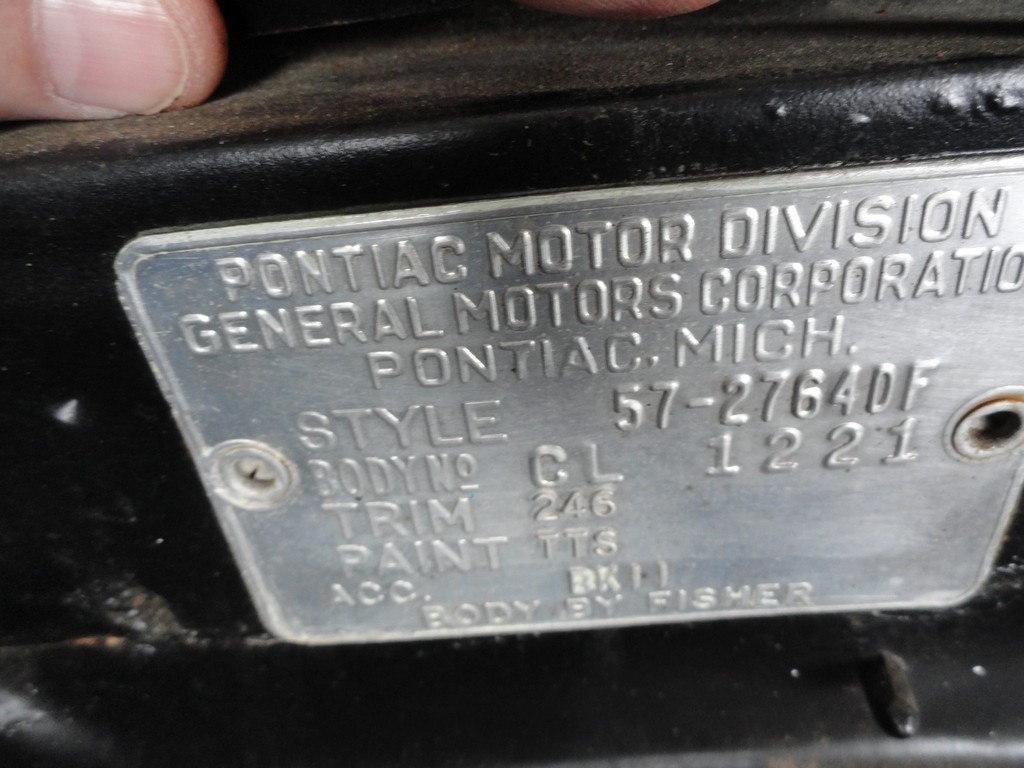 PONTIAC MOTOR DIVISION
GENERAL MOTORS CORPORATIO
PONTIAC, MICH.
STYLE 57-2764DF
BODY Nº CL 1221
TRIM 246
PAINT TTS
ACC. BK11
BODY BY FISHER